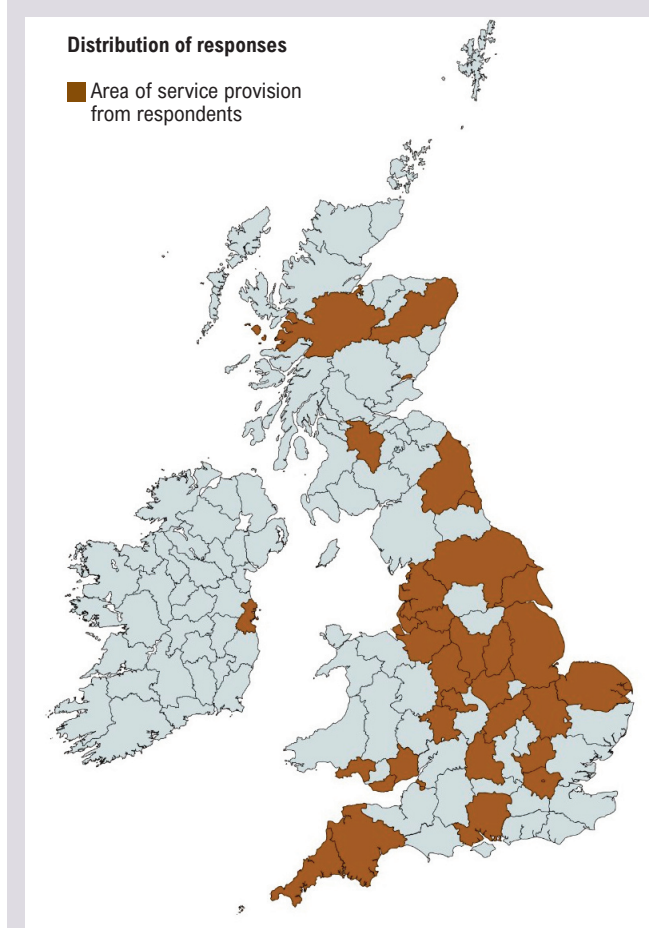 Distribution of responses
Area of service provision
from respondents